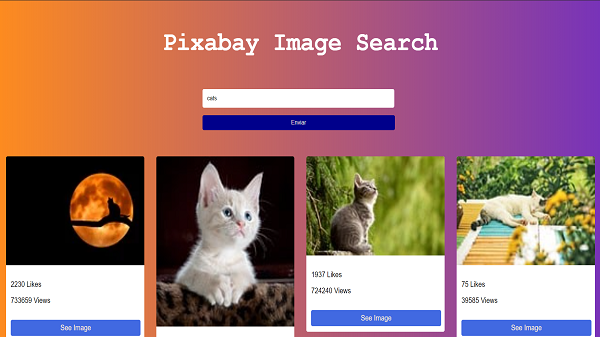 Pixabay Image Search
cats
Enviar
2230 Likes
733659 Views
See Image
1937 Likes
724240 Views
See Image
75 Likes
39585 Views
See Image